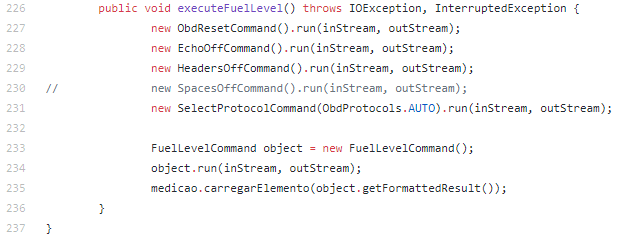 226 public void executeFuelLevel() throws IOException, InterruptedException {
227 new ObdResetCommand().run(inStream, outStream);
228 new EchoOffCommand().run(inStream, outStream);
229 new HeadersOffCommand().run(inStream, outStream);
230 // new SpacesOffCommand().run(inStream, outStream);
231 new SelectProtocolCommand(ObdProtocols.AUTO).run(inStream, outStream);
232
233 FuelLevelCommand object = new FuelLevelCommand();
234 object.run(inStream, outStream);
235 medicao.carregarElemento(object.getFormattedResult());
236 }
237 }